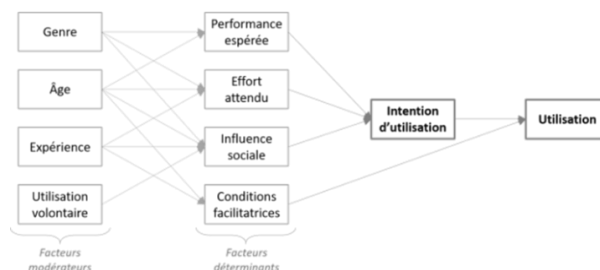 Genre
Performance
espérée
Âge
Effort
attendu
Intention
d'utilisation
Utilisation
Expérience
Influence
sociale
Utilisation
volontaire
Conditions
facilitatrices
Facteurs
modérateurs
Facteurs
déterminants